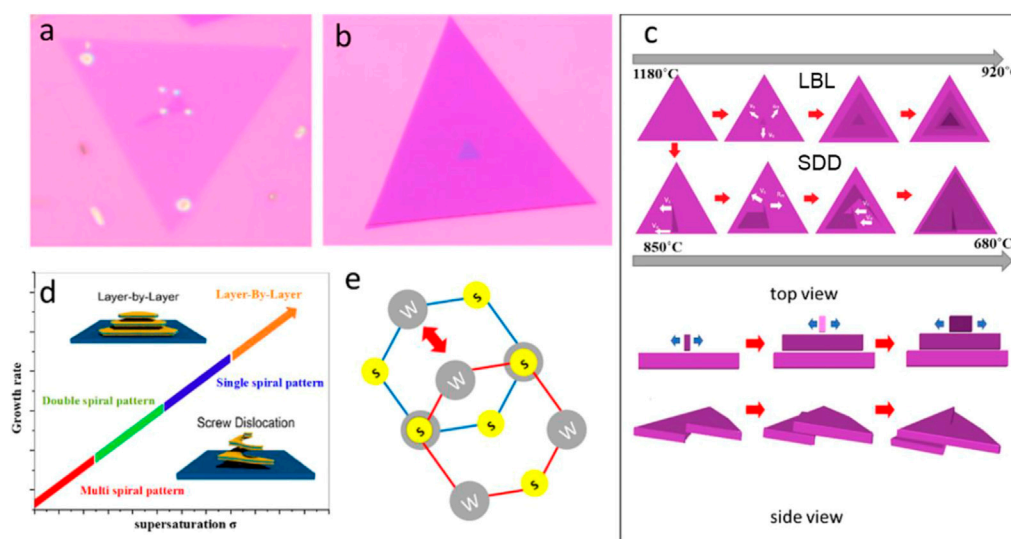 a
b
c
1180°C
920°C
LBL
SDD
850°C
680°C
top view
side view
d
Layer-by-Layer
Layer-By-Layer
Single spiral pattern
Double spiral pattern
Screw Dislocation
Multi spiral pattern
Growth rate
supersaturation σ
e
W
S
W
S
S
S
S
W
W
S